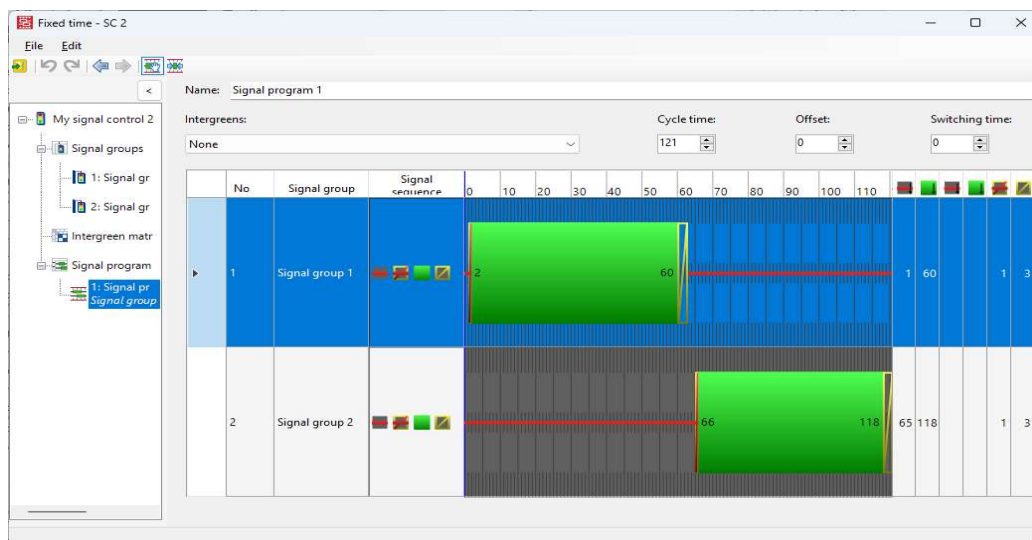 Fixed time - SC 2
File Edit
<
Name: Signal program 1
My signal control 2
Signal groups
1: Signal gr
2: Signal gr
Intergreen matr
Signal program
1: Signal pr
Signal group
Intergreens: Cycle time: Offset: Switching time:
None 121 0 0
No Signal group Signal sequence 0 10 20 30 40 50 60 70 80 90 100 110
1 Signal group 1 2 60 1 60 1 3
2 Signal group 2 66 118 65 118 1 3